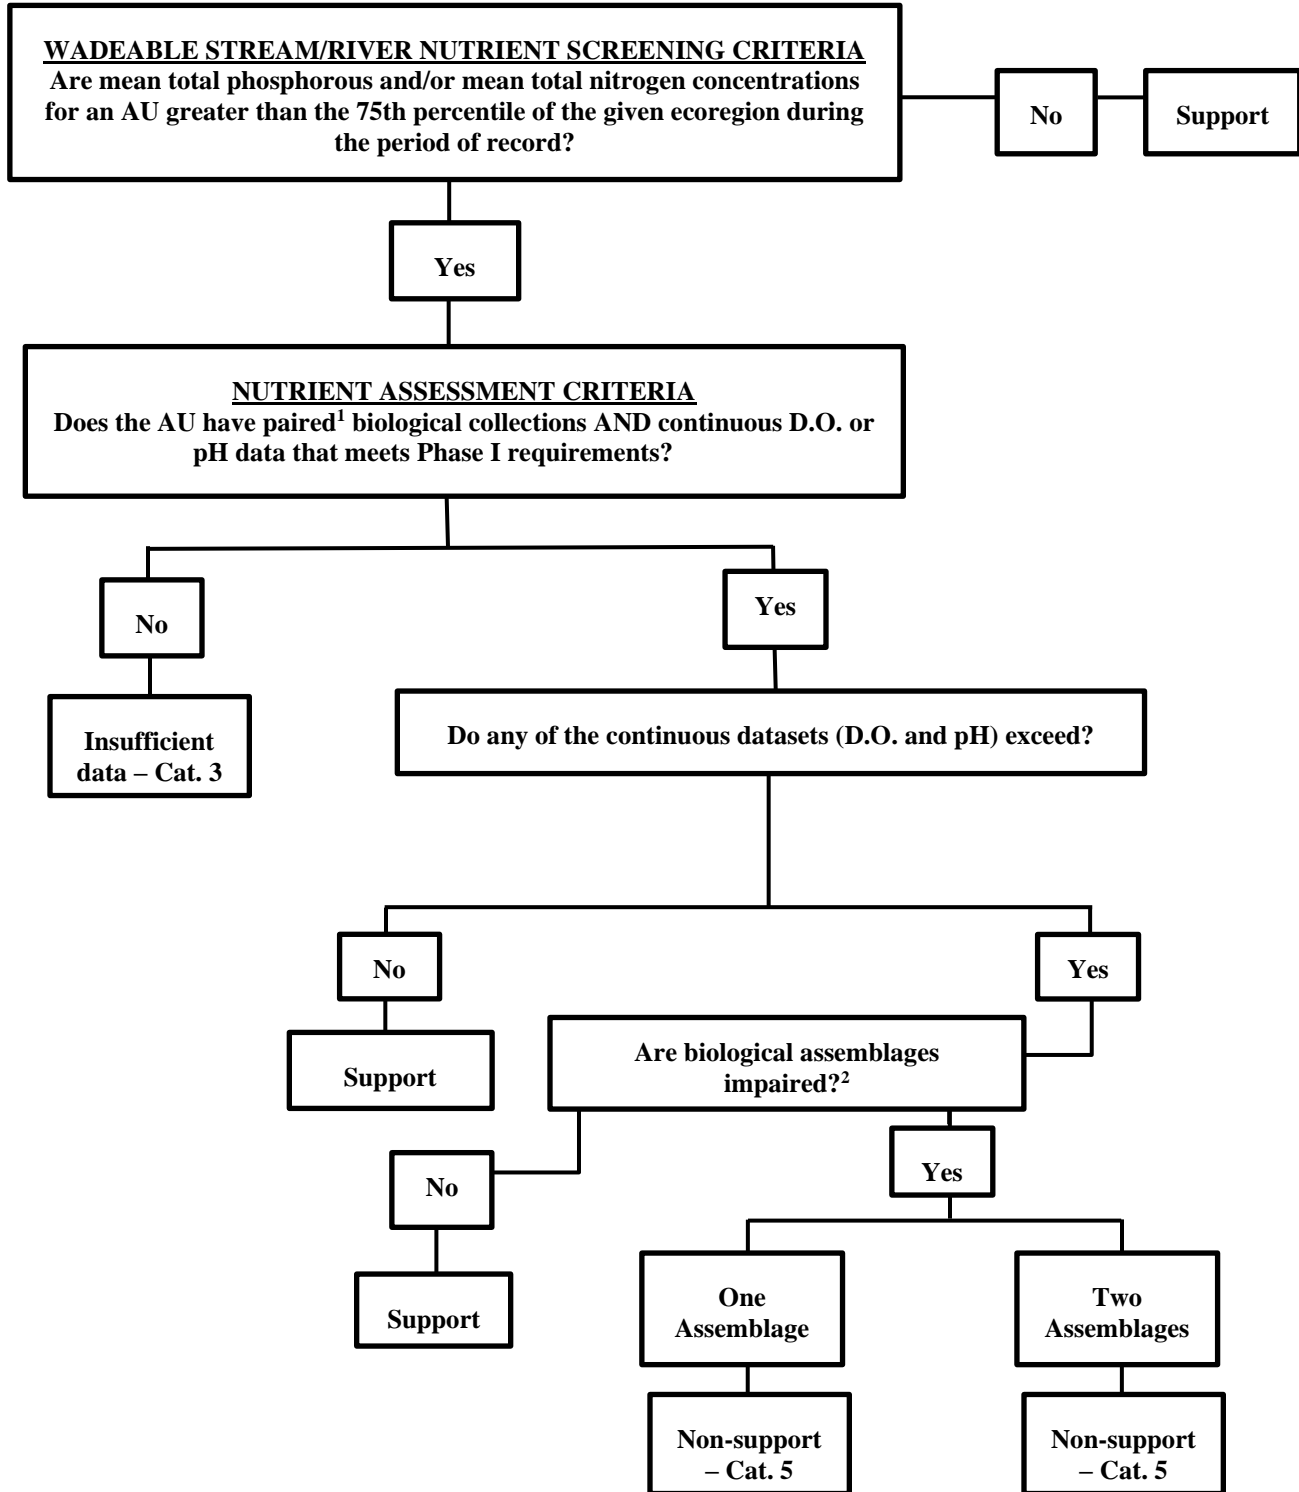 WADEABLE STREAM/RIVER NUTRIENT SCREENING CRITERIA
Are mean total phosphorous and/or mean total nitrogen concentrations
for an AU greater than the 75th percentile of the given ecoregion during
the period of record?
No
Support
Yes
NUTRIENT ASSESSMENT CRITERIA
Does the AU have paired¹ biological collections AND continuous D.O. or
pH data that meets Phase I requirements?
No
Yes
Insufficient
data – Cat. 3
Do any of the continuous datasets (D.O. and pH) exceed?
No
Yes
Support
Are biological assemblages
impaired?²
No
Yes
Support
One
Assemblage
Two
Assemblages
Non-support
– Cat. 5
Non-support
– Cat. 5